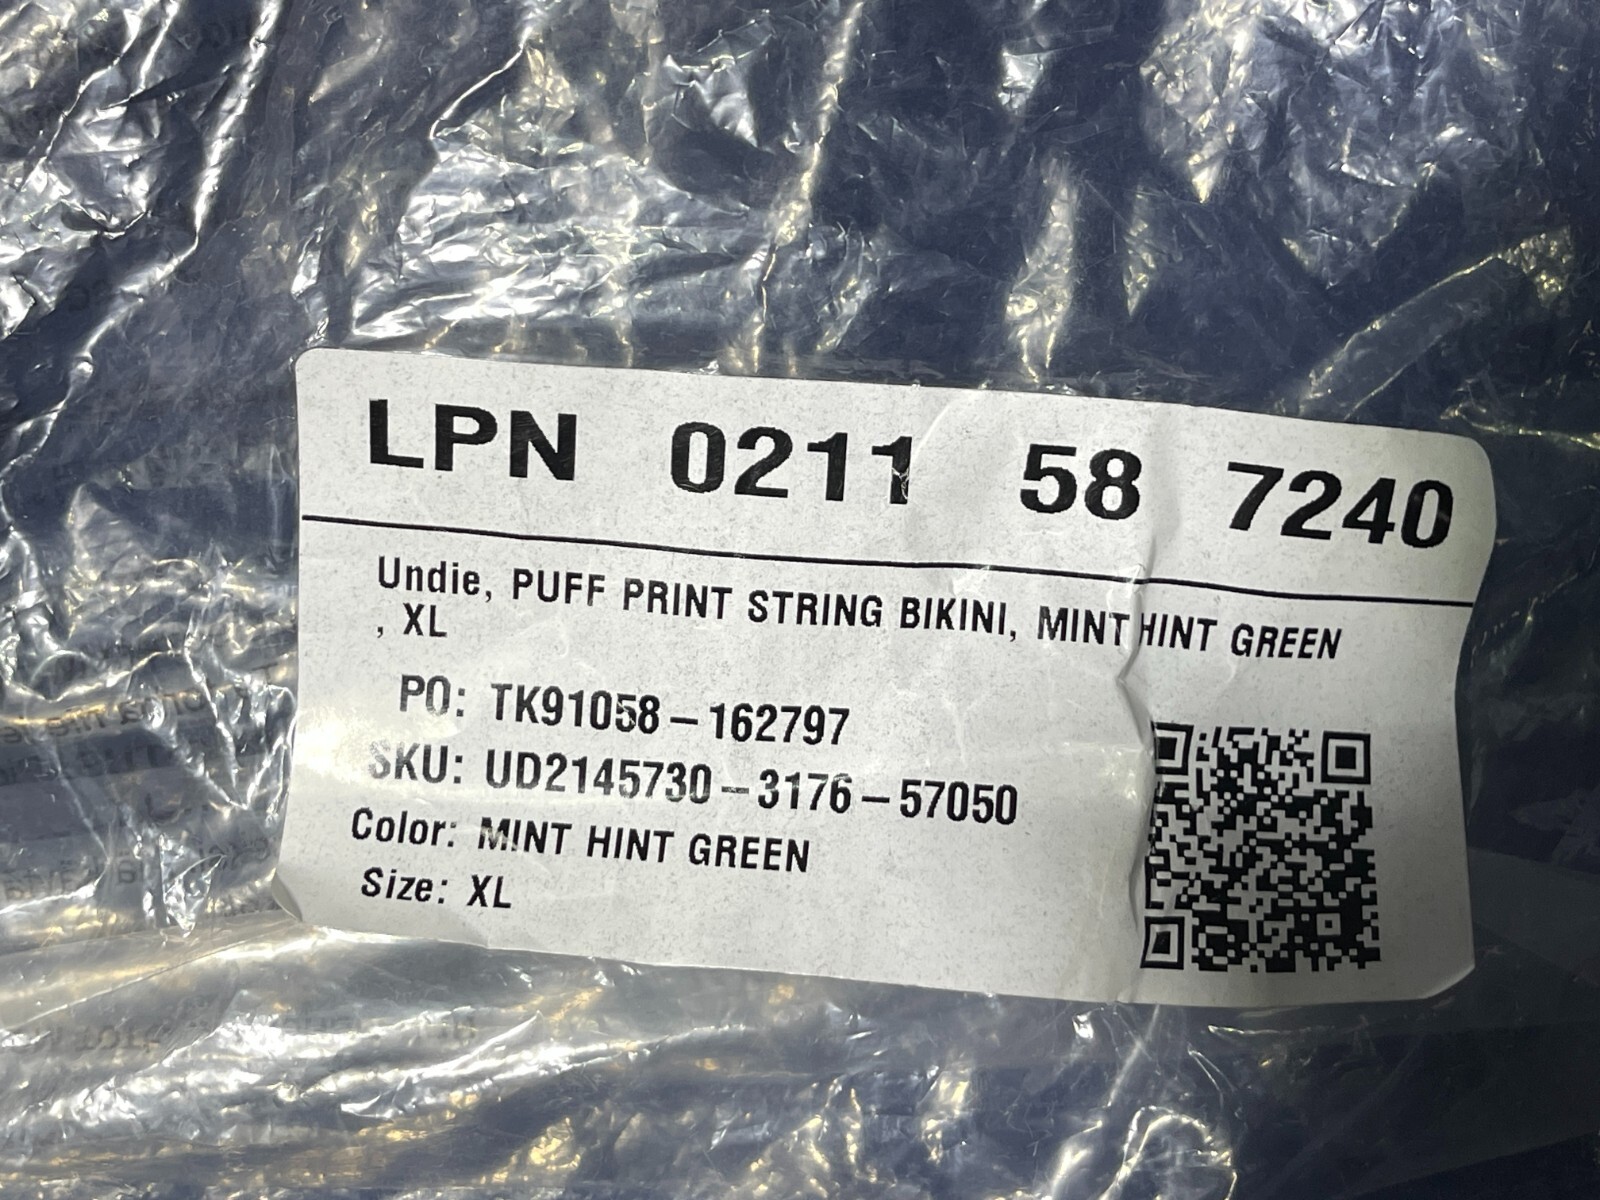 LPN 0211 58 7240
Undie, PUFF PRINT STRING BIKINI, MINT HINT GREEN
, XL
PO: TK91058-162797
SKU: UD2145730-3176-57050
Color: MINT HINT GREEN
Size: XL